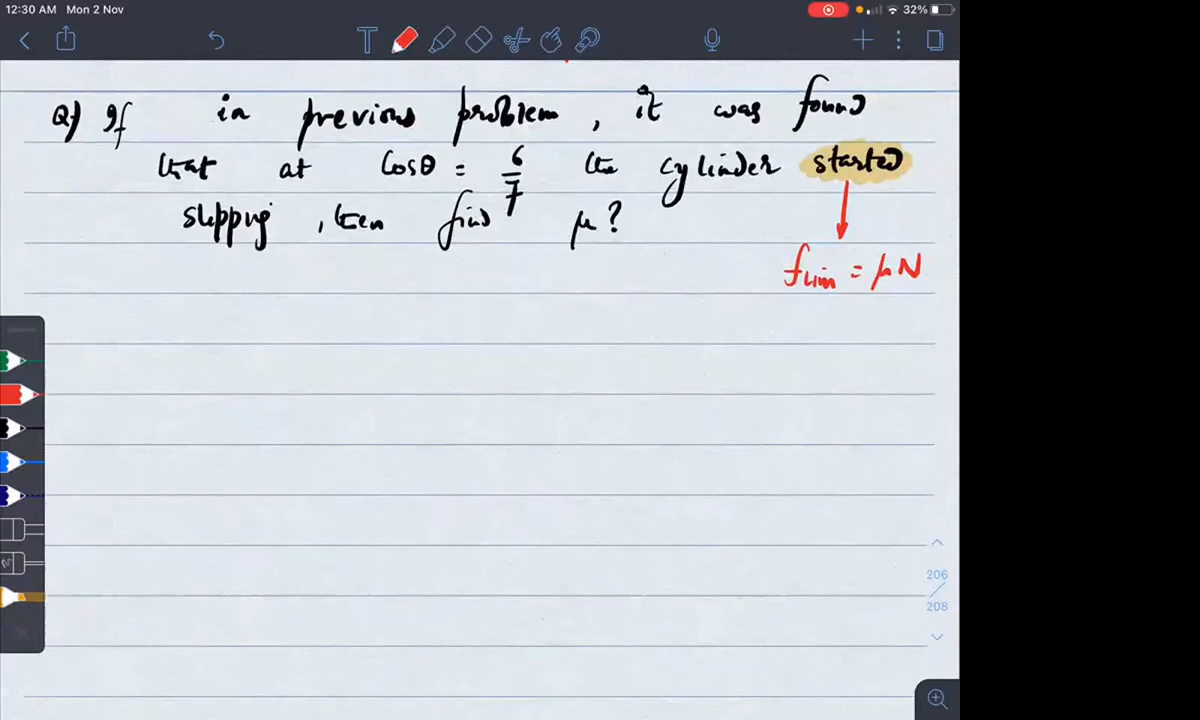 12:30 AM Mon 2 Nov
32%
Q) If in previous problem, it was found
that at Cosθ = 6/7 the cylinder started
slipping, then find μ?
f_lim = μN
206
/
208